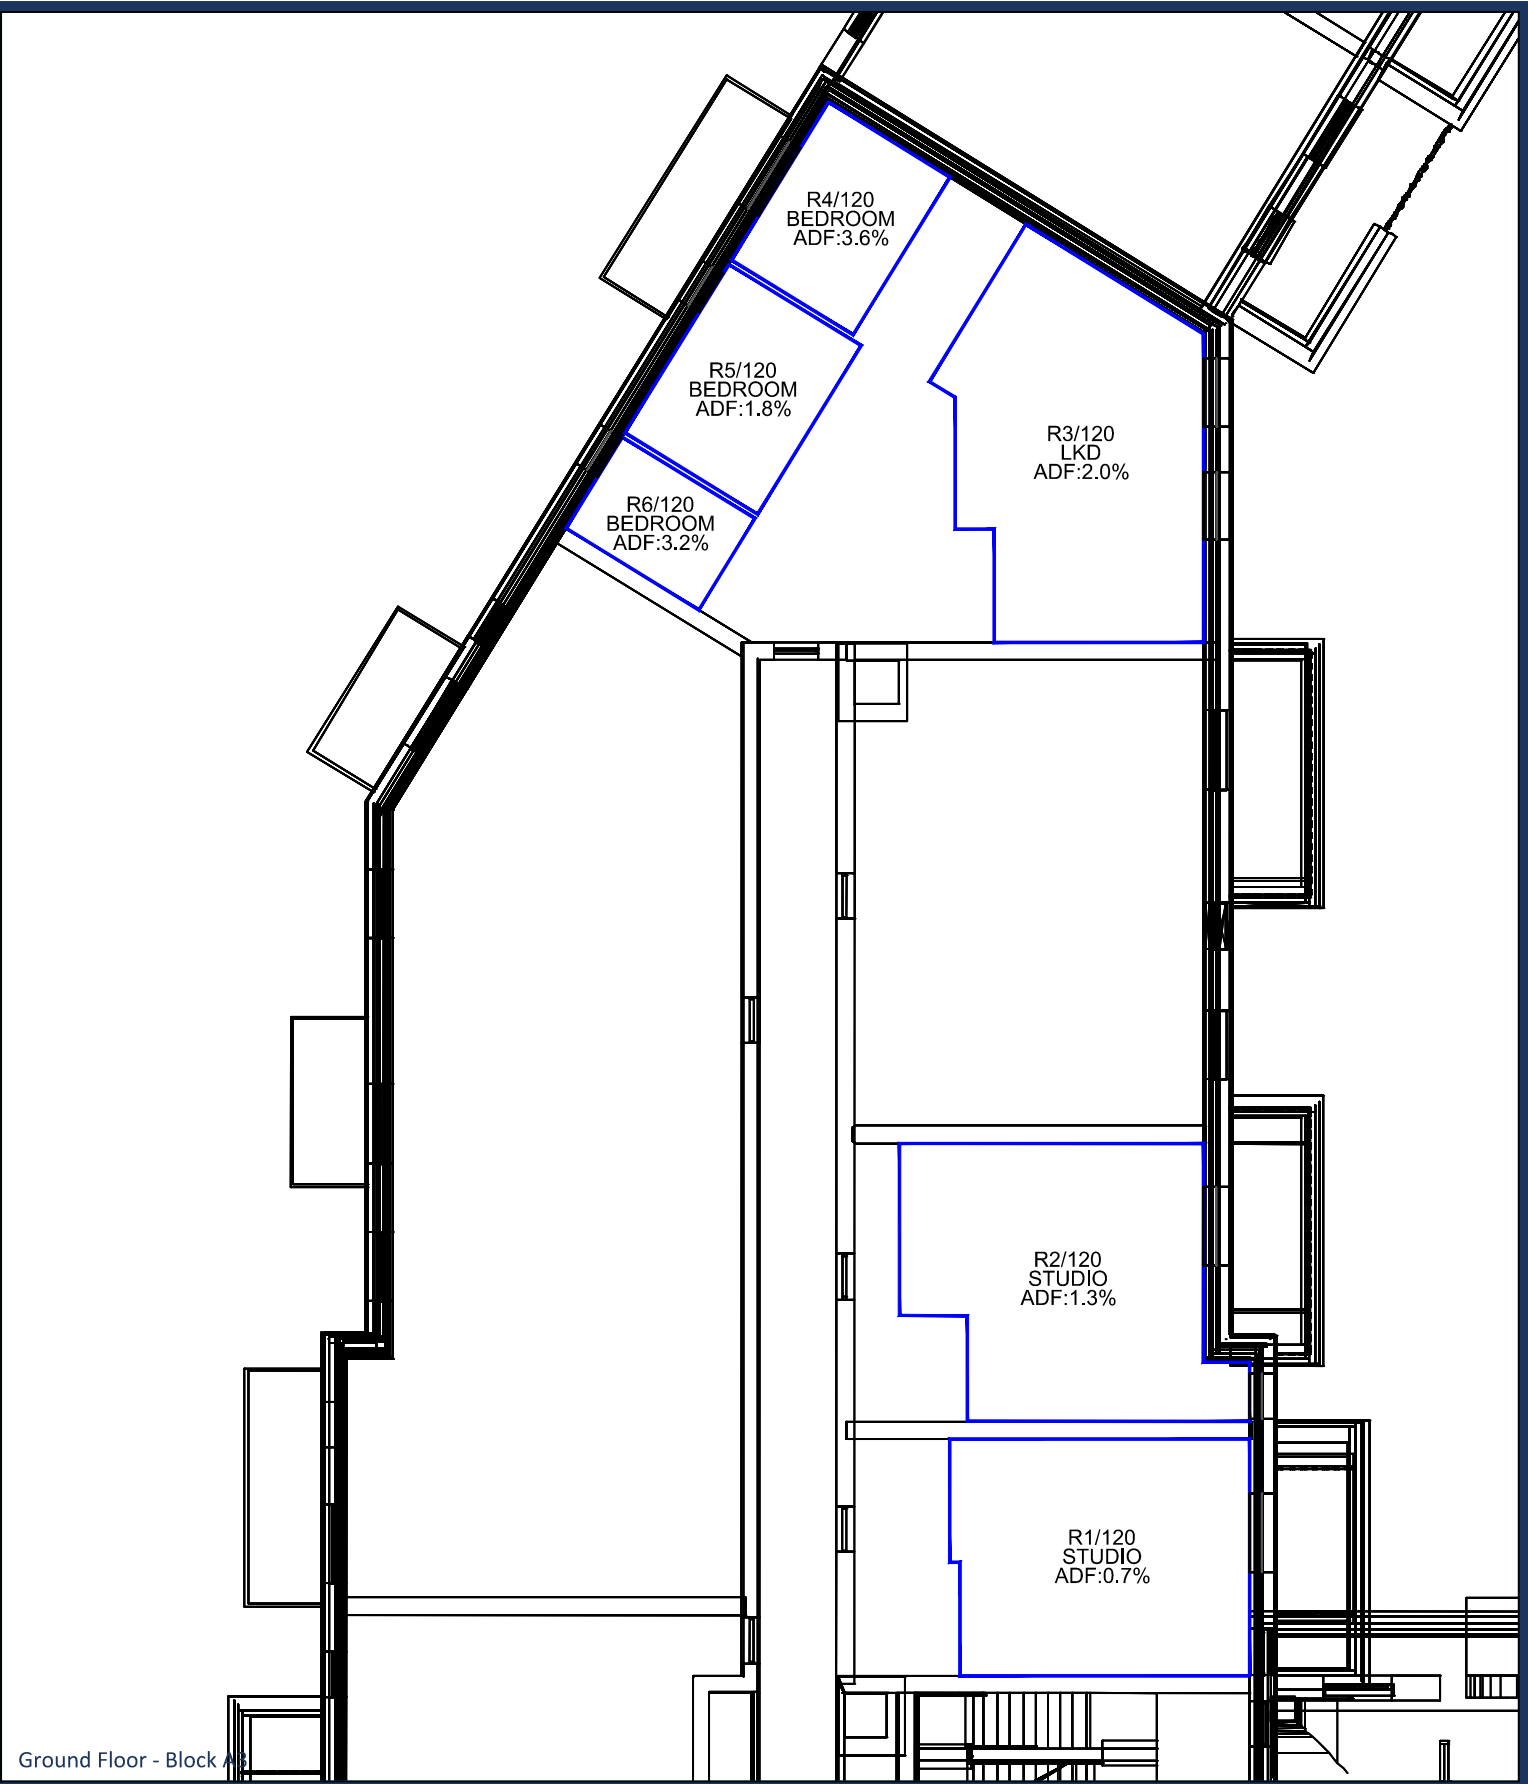 R4/120
BEDROOM
ADF:3.6%
R5/120
BEDROOM
ADF:1.8%
R3/120
LKD
ADF:2.0%
R6/120
BEDROOM
ADF:3.2%
R2/120
STUDIO
ADF:1.3%
R1/120
STUDIO
ADF:0.7%
Ground Floor - Block